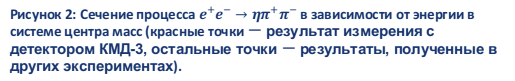 Рисунок 2: Сечение процесса e⁺e⁻ → ηπ⁺π⁻ в зависимости от энергии в
системе центра масс (красные точки — результат измерения с
детектором КМД-3, остальные точки — результаты, полученные в
других экспериментах).